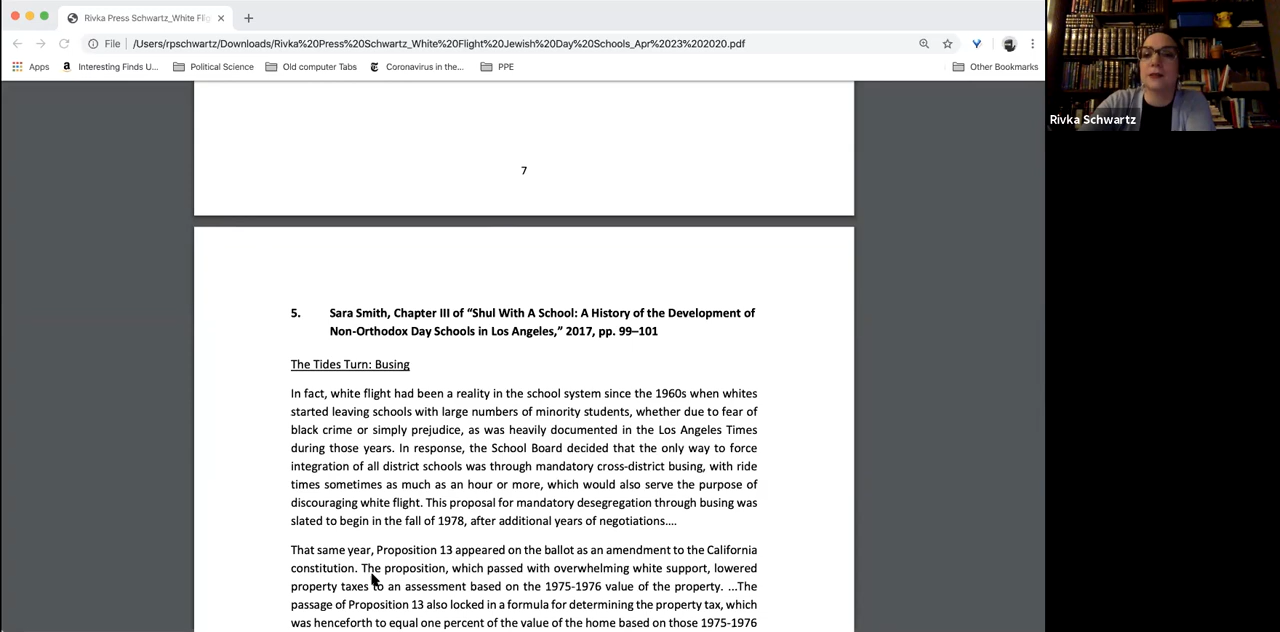 Rivka Press Schwartz_White Fli
File
/Users/rpschwartz/Downloads/Rivka%20Press%20Schwartz_White%20Flight%20Jewish%20Day%20Schools_Apr%2023%202020.pdf
Apps
Interesting Finds U...
Political Science
Old computer Tabs
Coronavirus in the...
PPE
Other Bookmarks
Rivka Schwartz
7
5. Sara Smith, Chapter III of “Shul With A School: A History of the Development of
Non-Orthodox Day Schools in Los Angeles,” 2017, pp. 99–101
The Tides Turn: Busing
In fact, white flight had been a reality in the school system since the 1960s when whites
started leaving schools with large numbers of minority students, whether due to fear of
black crime or simply prejudice, as was heavily documented in the Los Angeles Times
during those years. In response, the School Board decided that the only way to force
integration of all district schools was through mandatory cross-district busing, with ride
times sometimes as much as an hour or more, which would also serve the purpose of
discouraging white flight. This proposal for mandatory desegregation through busing was
slated to begin in the fall of 1978, after additional years of negotiations....
That same year, Proposition 13 appeared on the ballot as an amendment to the California
constitution. The proposition, which passed with overwhelming white support, lowered
property taxes to an assessment based on the 1975-1976 value of the property. ...The
passage of Proposition 13 also locked in a formula for determining the property tax, which
was henceforth to equal one percent of the value of the home based on those 1975-1976